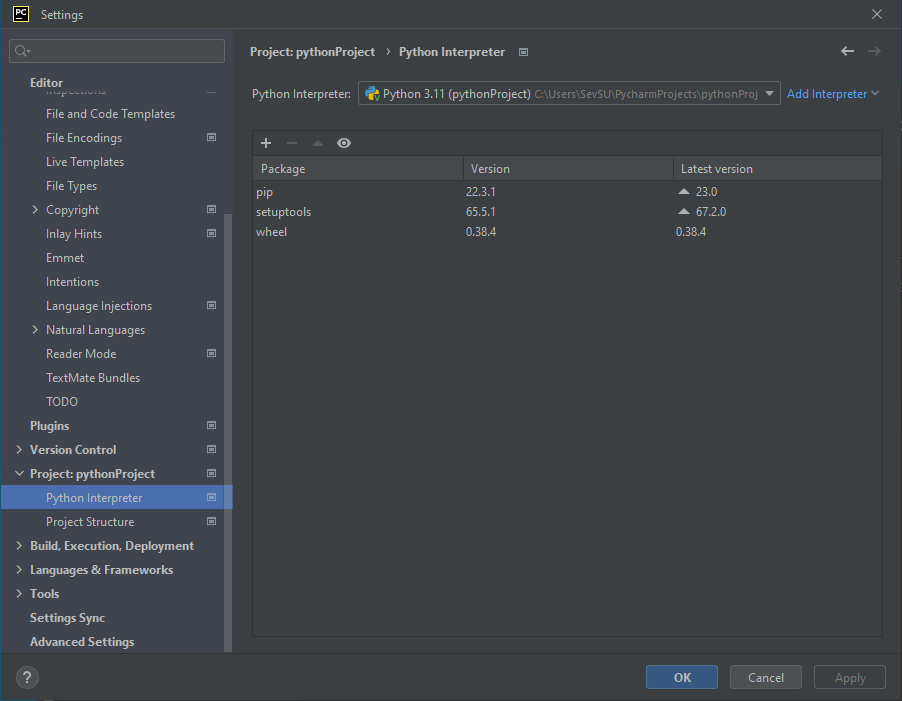 PC
Settings
Project: pythonProject › Python Interpreter
Editor
Inspections
File and Code Templates
File Encodings
Live Templates
File Types
Copyright
Inlay Hints
Emmet
Intentions
Language Injections
Natural Languages
Reader Mode
TextMate Bundles
TODO
Plugins
Version Control
Project: pythonProject
Python Interpreter
Project Structure
Build, Execution, Deployment
Languages & Frameworks
Tools
Settings Sync
Advanced Settings
Python Interpreter: Python 3.11 (pythonProject) C:\Users\SevSU\PycharmProjects\pythonProj Add Interpreter
Package Version Latest version
pip 22.3.1 23.0
setuptools 65.5.1 67.2.0
wheel 0.38.4 0.38.4
? OK Cancel Apply